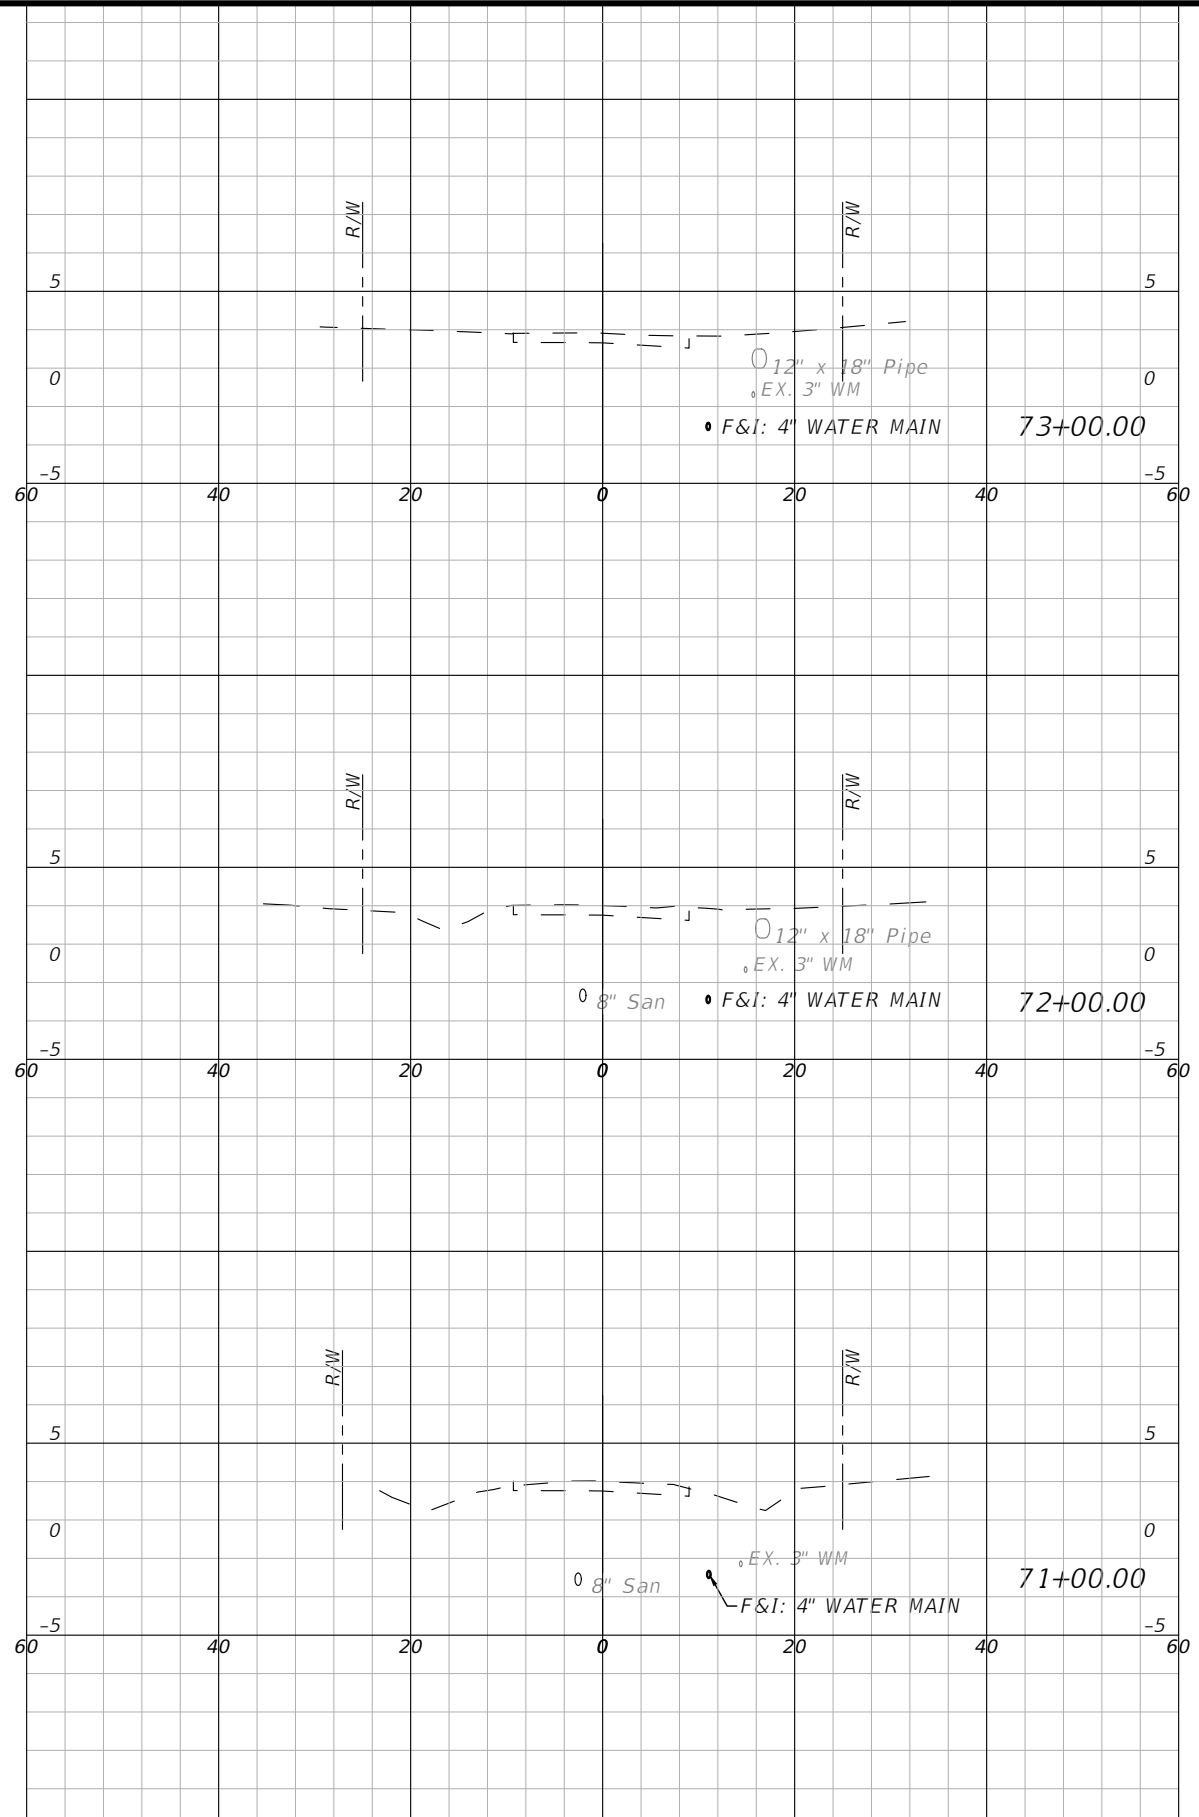 R/W R/W
5 5
12" x 18" Pipe
0 0
EX. 3" WM
F&I: 4" WATER MAIN 73+00.00
-5 -5
60 40 20 0 20 40 60
R/W R/W
5 5
12" x 18" Pipe
0 0
EX. 3" WM
8" San F&I: 4" WATER MAIN 72+00.00
-5 -5
60 40 20 0 20 40 60
R/W R/W
5 5
0 0
EX. 3" WM
8" San 71+00.00
F&I: 4" WATER MAIN
-5 -5
60 40 20 0 20 40 60